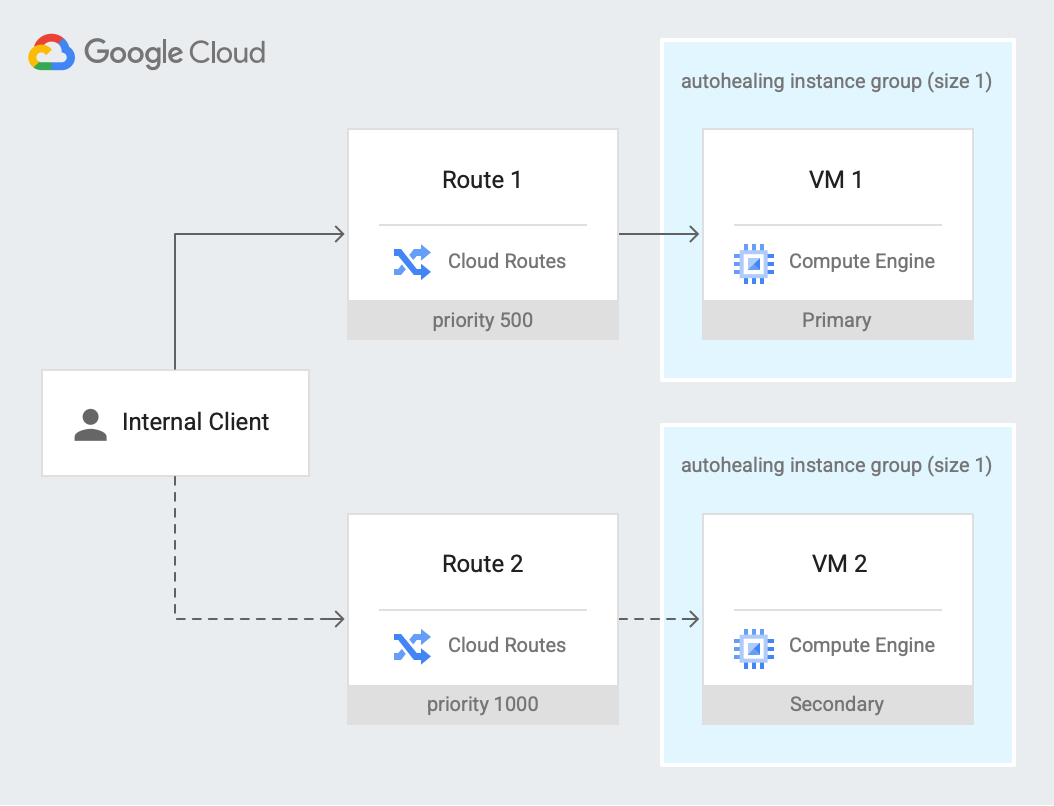 Google Cloud
autohealing instance group (size 1)
Route 1
Cloud Routes
priority 500
VM 1
Compute Engine
Primary
Internal Client
autohealing instance group (size 1)
Route 2
Cloud Routes
priority 1000
VM 2
Compute Engine
Secondary